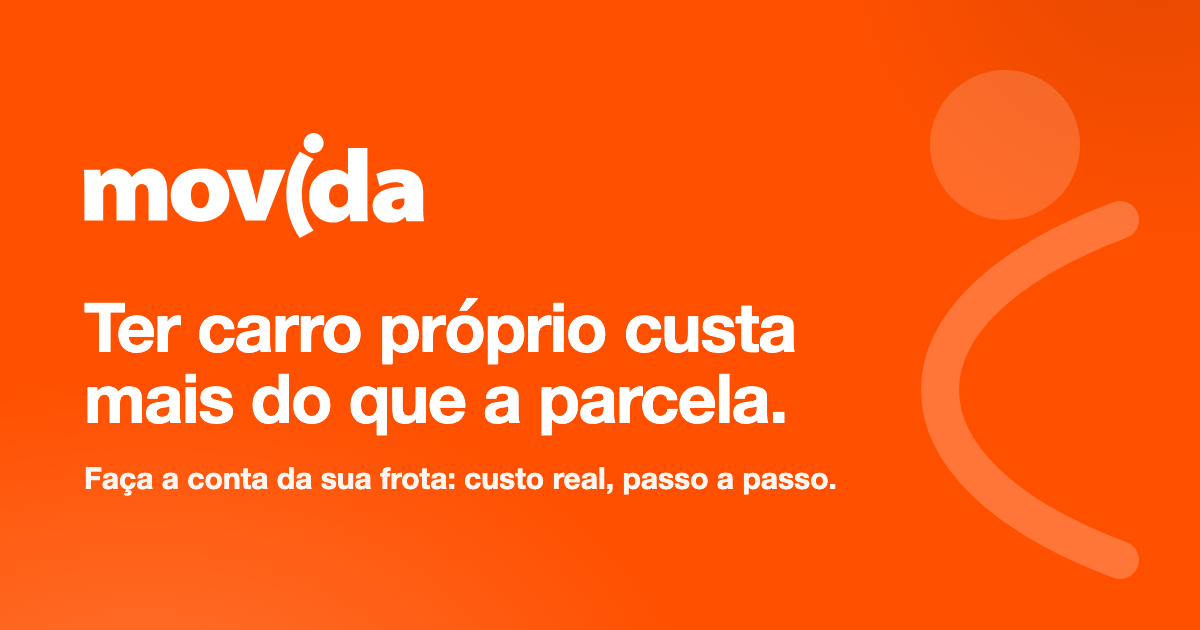 movida
Ter carro próprio custa
mais do que a parcela.
Faça a conta da sua frota: custo real, passo a passo.